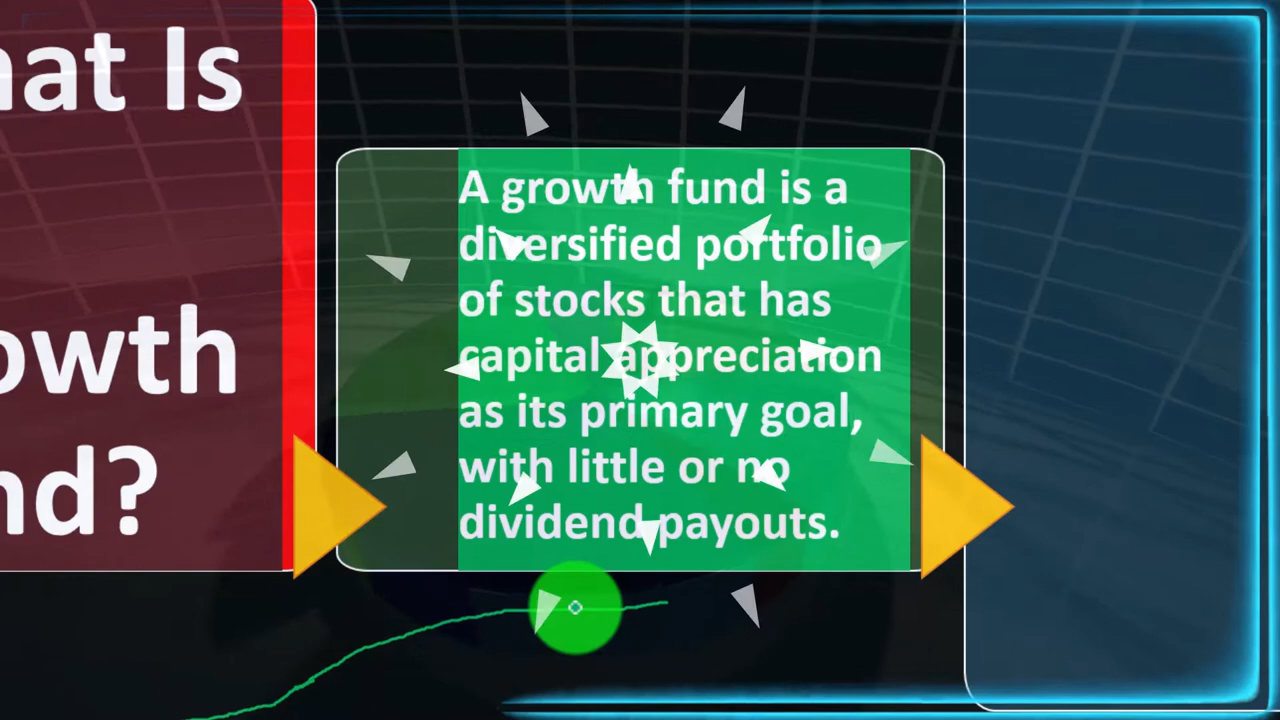 hat Is
owth
nd?
A growth fund is a
diversified portfolio
of stocks that has
capital appreciation
as its primary goal,
with little or no
dividend payouts.